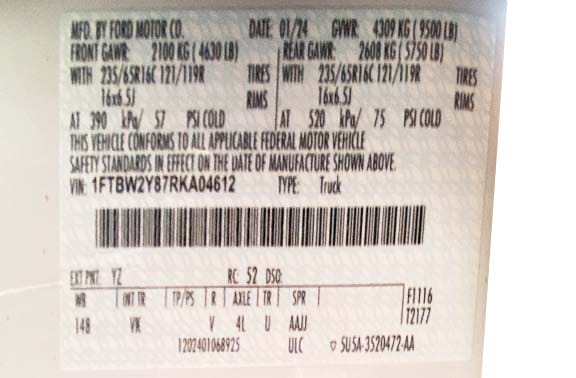 MFD. BY FORD MOTOR CO. DATE: 01/24 GVWR: 4309 KG ( 9500 LB)
FRONT GAWR: 2100 KG ( 4630 LB) REAR GAWR: 2608 KG ( 5750 LB)
WITH 235/65R16C 121/119R TIRES WITH 235/65R16C 121/119R TIRES
16x6.5J RIMS 16x6.5J RIMS
AT 390 kPa/ 57 PSI COLD AT 520 kPa/ 75 PSI COLD
THIS VEHICLE CONFORMS TO ALL APPLICABLE FEDERAL MOTOR VEHICLE
SAFETY STANDARDS IN EFFECT ON THE DATE OF MANUFACTURE SHOWN ABOVE.
VIN: 1FTBW2Y87RKA04612 TYPE: Truck
EXT PNT: YZ RC: 52 DSO:
WB INT TR TP/PS R AXLE TR SPR F1116
148 VK V 4L U AAJJ T2177
1202401068925 ULC ▽ 5U5A-3520472-AA